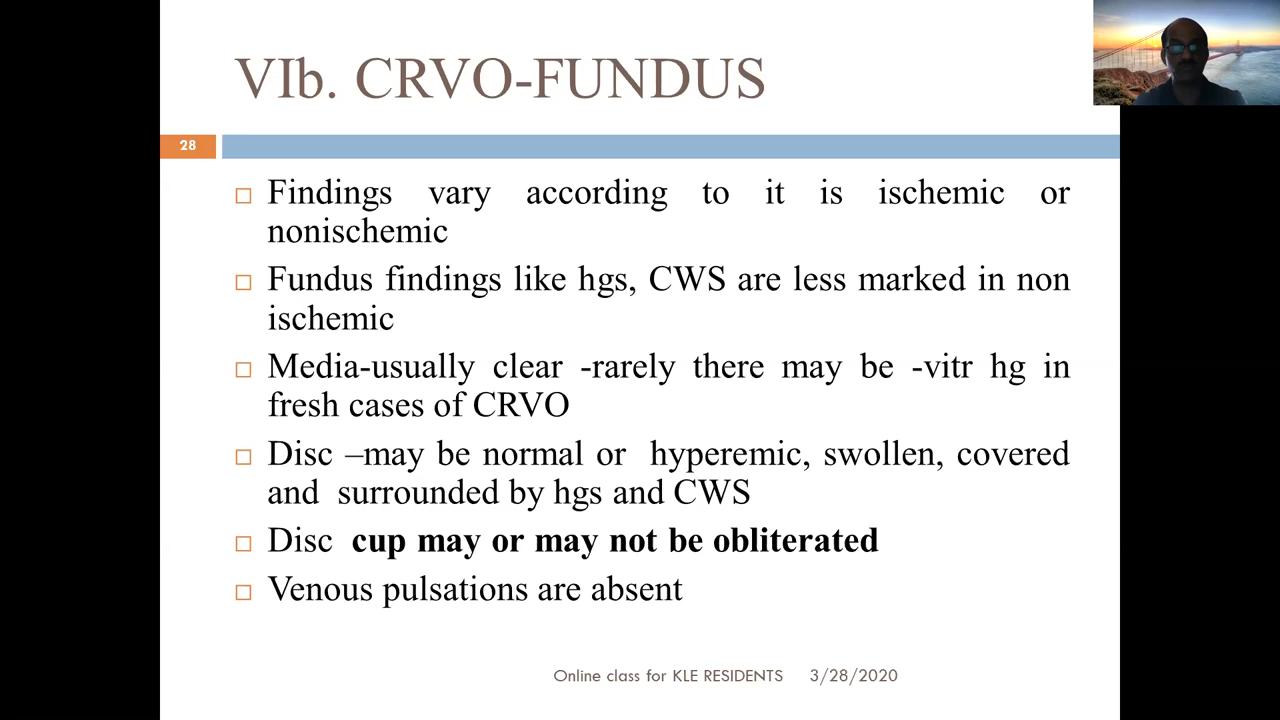 VIb. CRVO-FUNDUS
28
Findings vary according to it is ischemic or
nonischemic
Fundus findings like hgs, CWS are less marked in non
ischemic
Media-usually clear -rarely there may be -vitr hg in
fresh cases of CRVO
Disc –may be normal or hyperemic, swollen, covered
and surrounded by hgs and CWS
Disc cup may or may not be obliterated
Venous pulsations are absent
Online class for KLE RESIDENTS 3/28/2020